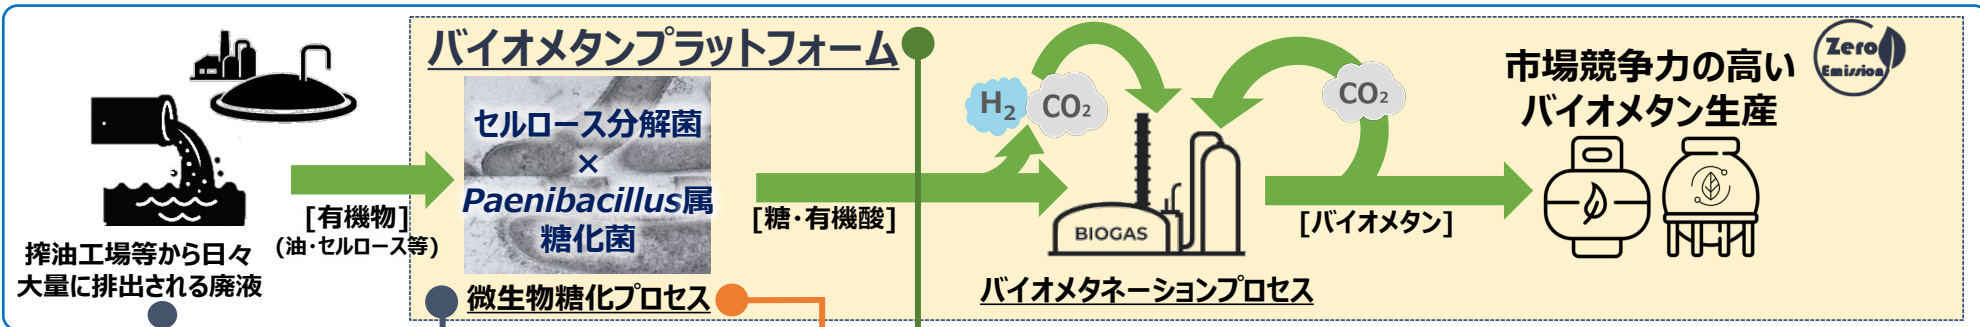 バイオメタンプラットフォーム
セルロース分解菌
×
Paenibacillus属
糖化菌
[有機物]
(油・セルロース等)
搾油工場等から日々
大量に排出される廃液
微生物糖化プロセス
[糖・有機酸]
H₂
CO₂
CO₂
BIOGAS
バイオメタネーションプロセス
[バイオメタン]
市場競争力の高い
バイオメタン生産
Zero
Emission